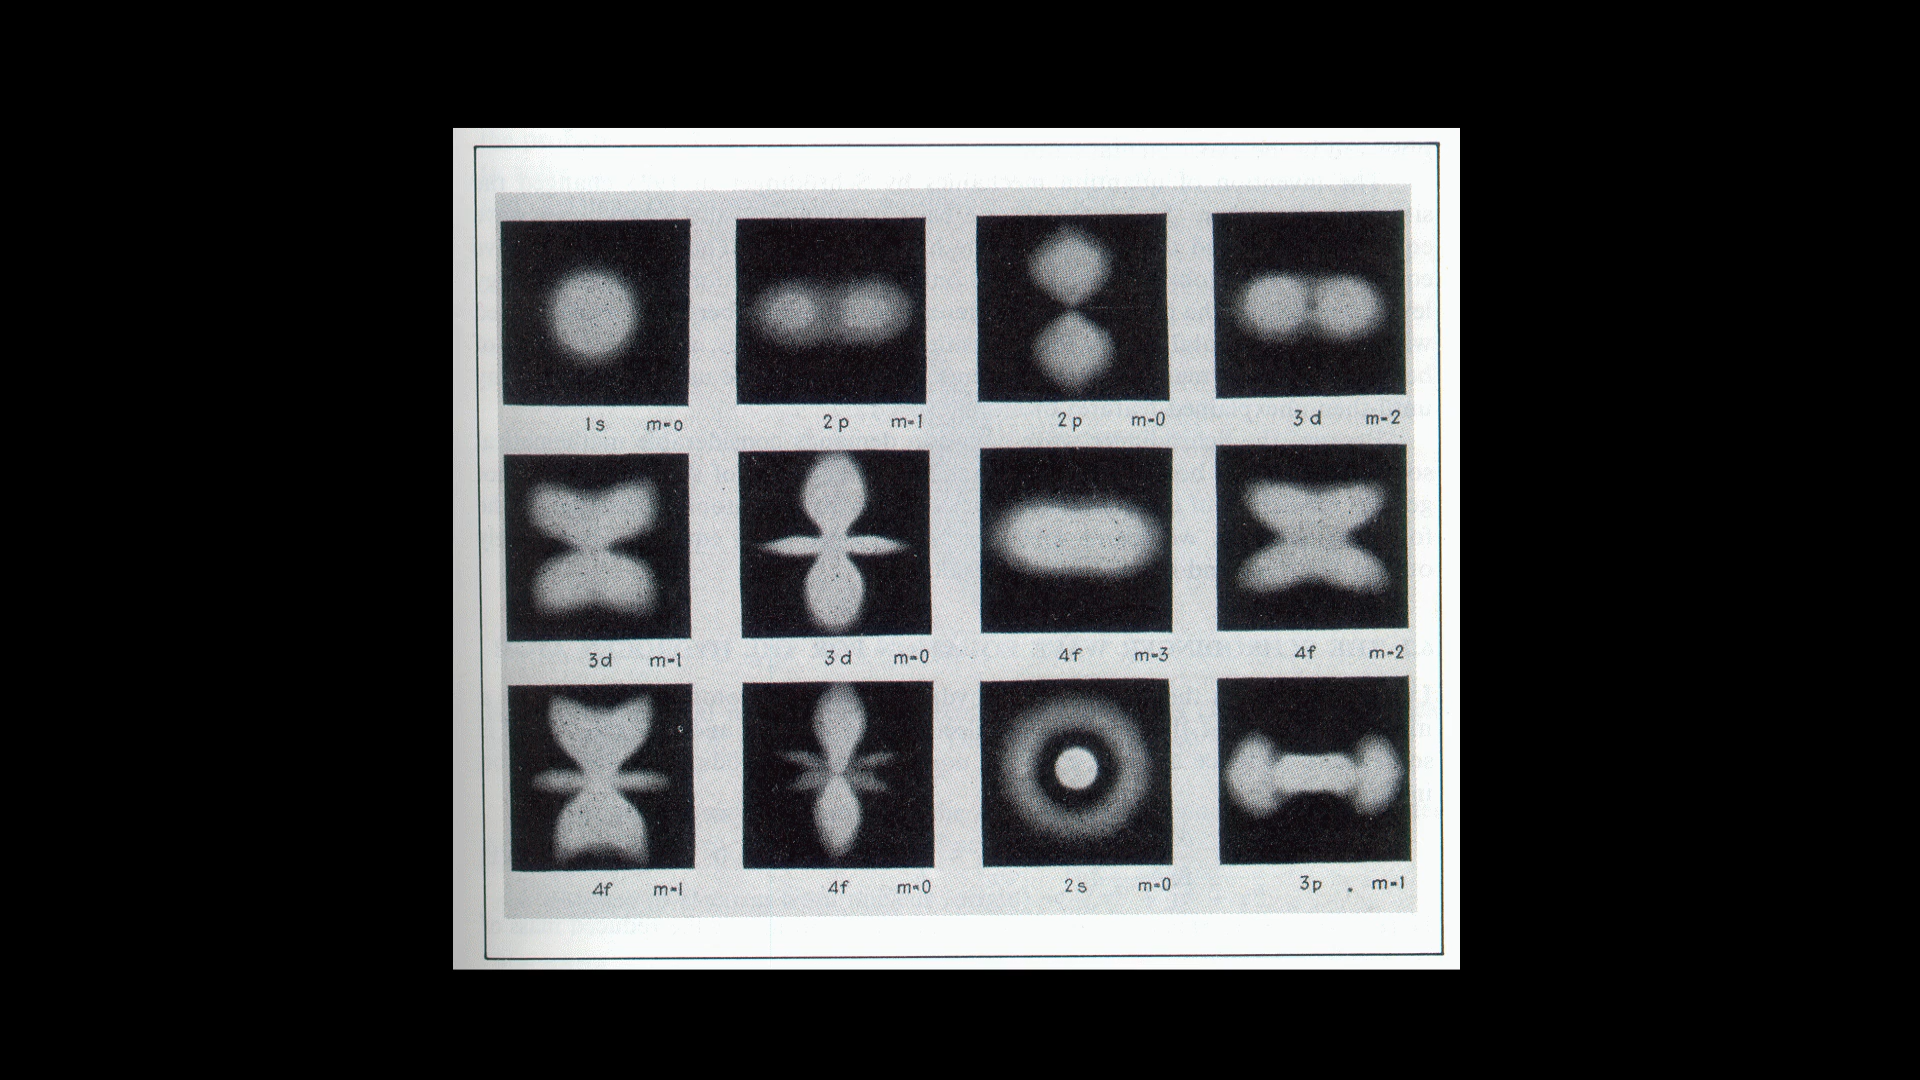 1s m=0
2p m=1
2p m=0
3d m=2
3d m=1
3d m=0
4f m=3
4f m=2
4f m=1
4f m=0
2s m=0
3p m=1